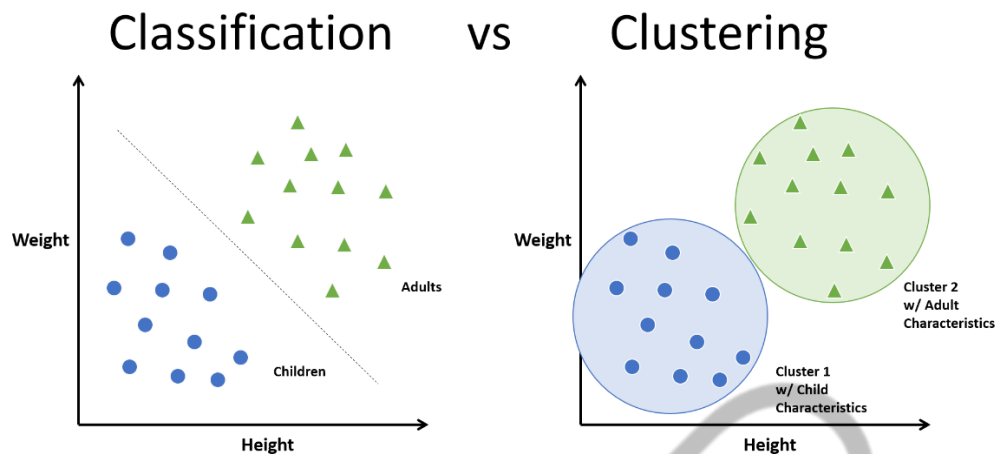 Classification vs Clustering
Weight
Adults
Children
Height
Weight
Cluster 2
w/ Adult
Characteristics
Cluster 1
w/ Child
Characteristics
Height